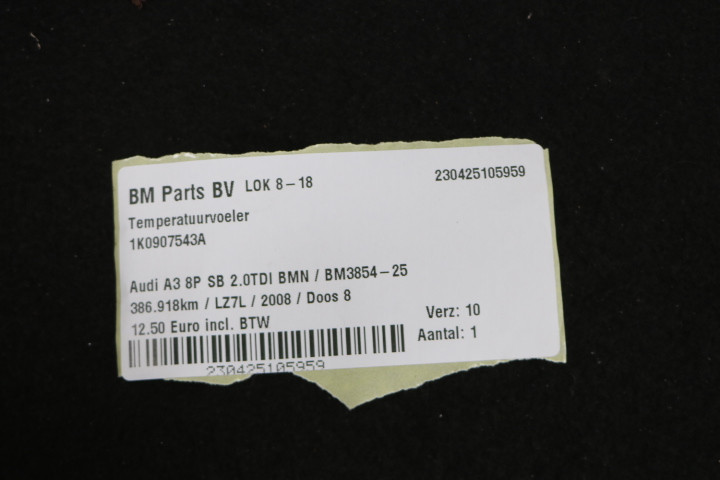 BM Parts BV LOK 8-18 230425105959
Temperatuurvoeler
1K0907543A
Audi A3 8P SB 2.0TDI BMN / BM3854-25
386.918km / LZ7L / 2008 / Doos 8
12.50 Euro incl. BTW Verz: 10
Aantal: 1
230425105959